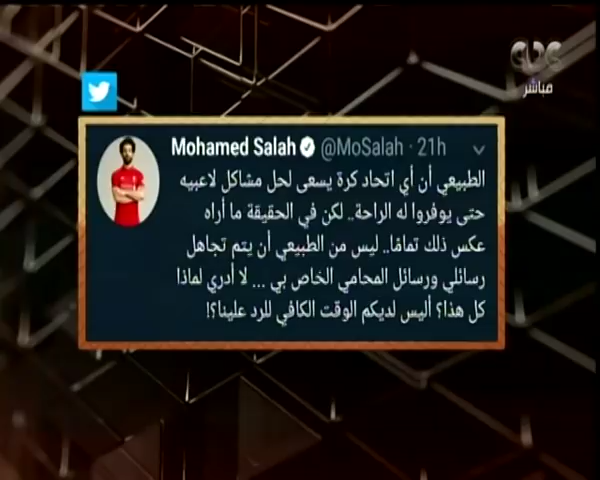 cbc
مباشر
Mohamed Salah @MoSalah · 21h
الطبيعي أن أي اتحاد كرة يسعى لحل مشاكل لاعبيه
حتى يوفروا له الراحة.. لكن في الحقيقة ما أراه
عكس ذلك تمامًا.. ليس من الطبيعي أن يتم تجاهل
رسائلي ورسائل المحامي الخاص بي ... لا أدري لماذا
كل هذا؟ أليس لديكم الوقت الكافي للرد علينا؟!